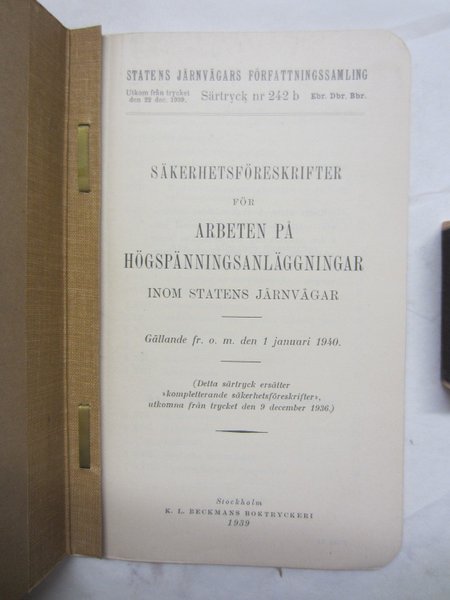 STATENS JÄRNVÄGARS FÖRFATTNINGSSAMLING
Utkom från trycket
den 22 dec. 1939.
Särtryck nr 242 b
Ebr. Dbr. Bbr.
SÄKERHETSFÖRESKRIFTER
FÖR
ARBETEN PÅ
HÖGSPÄNNINGSANLÄGGNINGAR
INOM STATENS JÄRNVÄGAR
Gällande fr. o. m. den 1 januari 1940.
(Detta särtryck ersätter
»kompletterande säkerhetsföreskrifter»,
utkomna från trycket den 9 december 1936.)
Stockholm
K. L. BECKMANS BOKTRYCKERI
1939